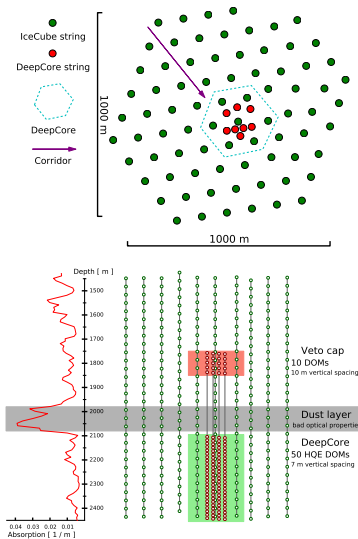 IceCube string
DeepCore string
DeepCore
Corridor
1000 m
1000 m
Depth [ m ]
1500
1600
1700
1800
1900
2000
2100
2200
2300
2400
0.04 0.03 0.02 0.01
Absorption [ 1 / m ]
Veto cap
10 DOMs
10 m vertical spacing
Dust layer
bad optical propertie
DeepCore
50 HQE DOMs
7 m vertical spacing